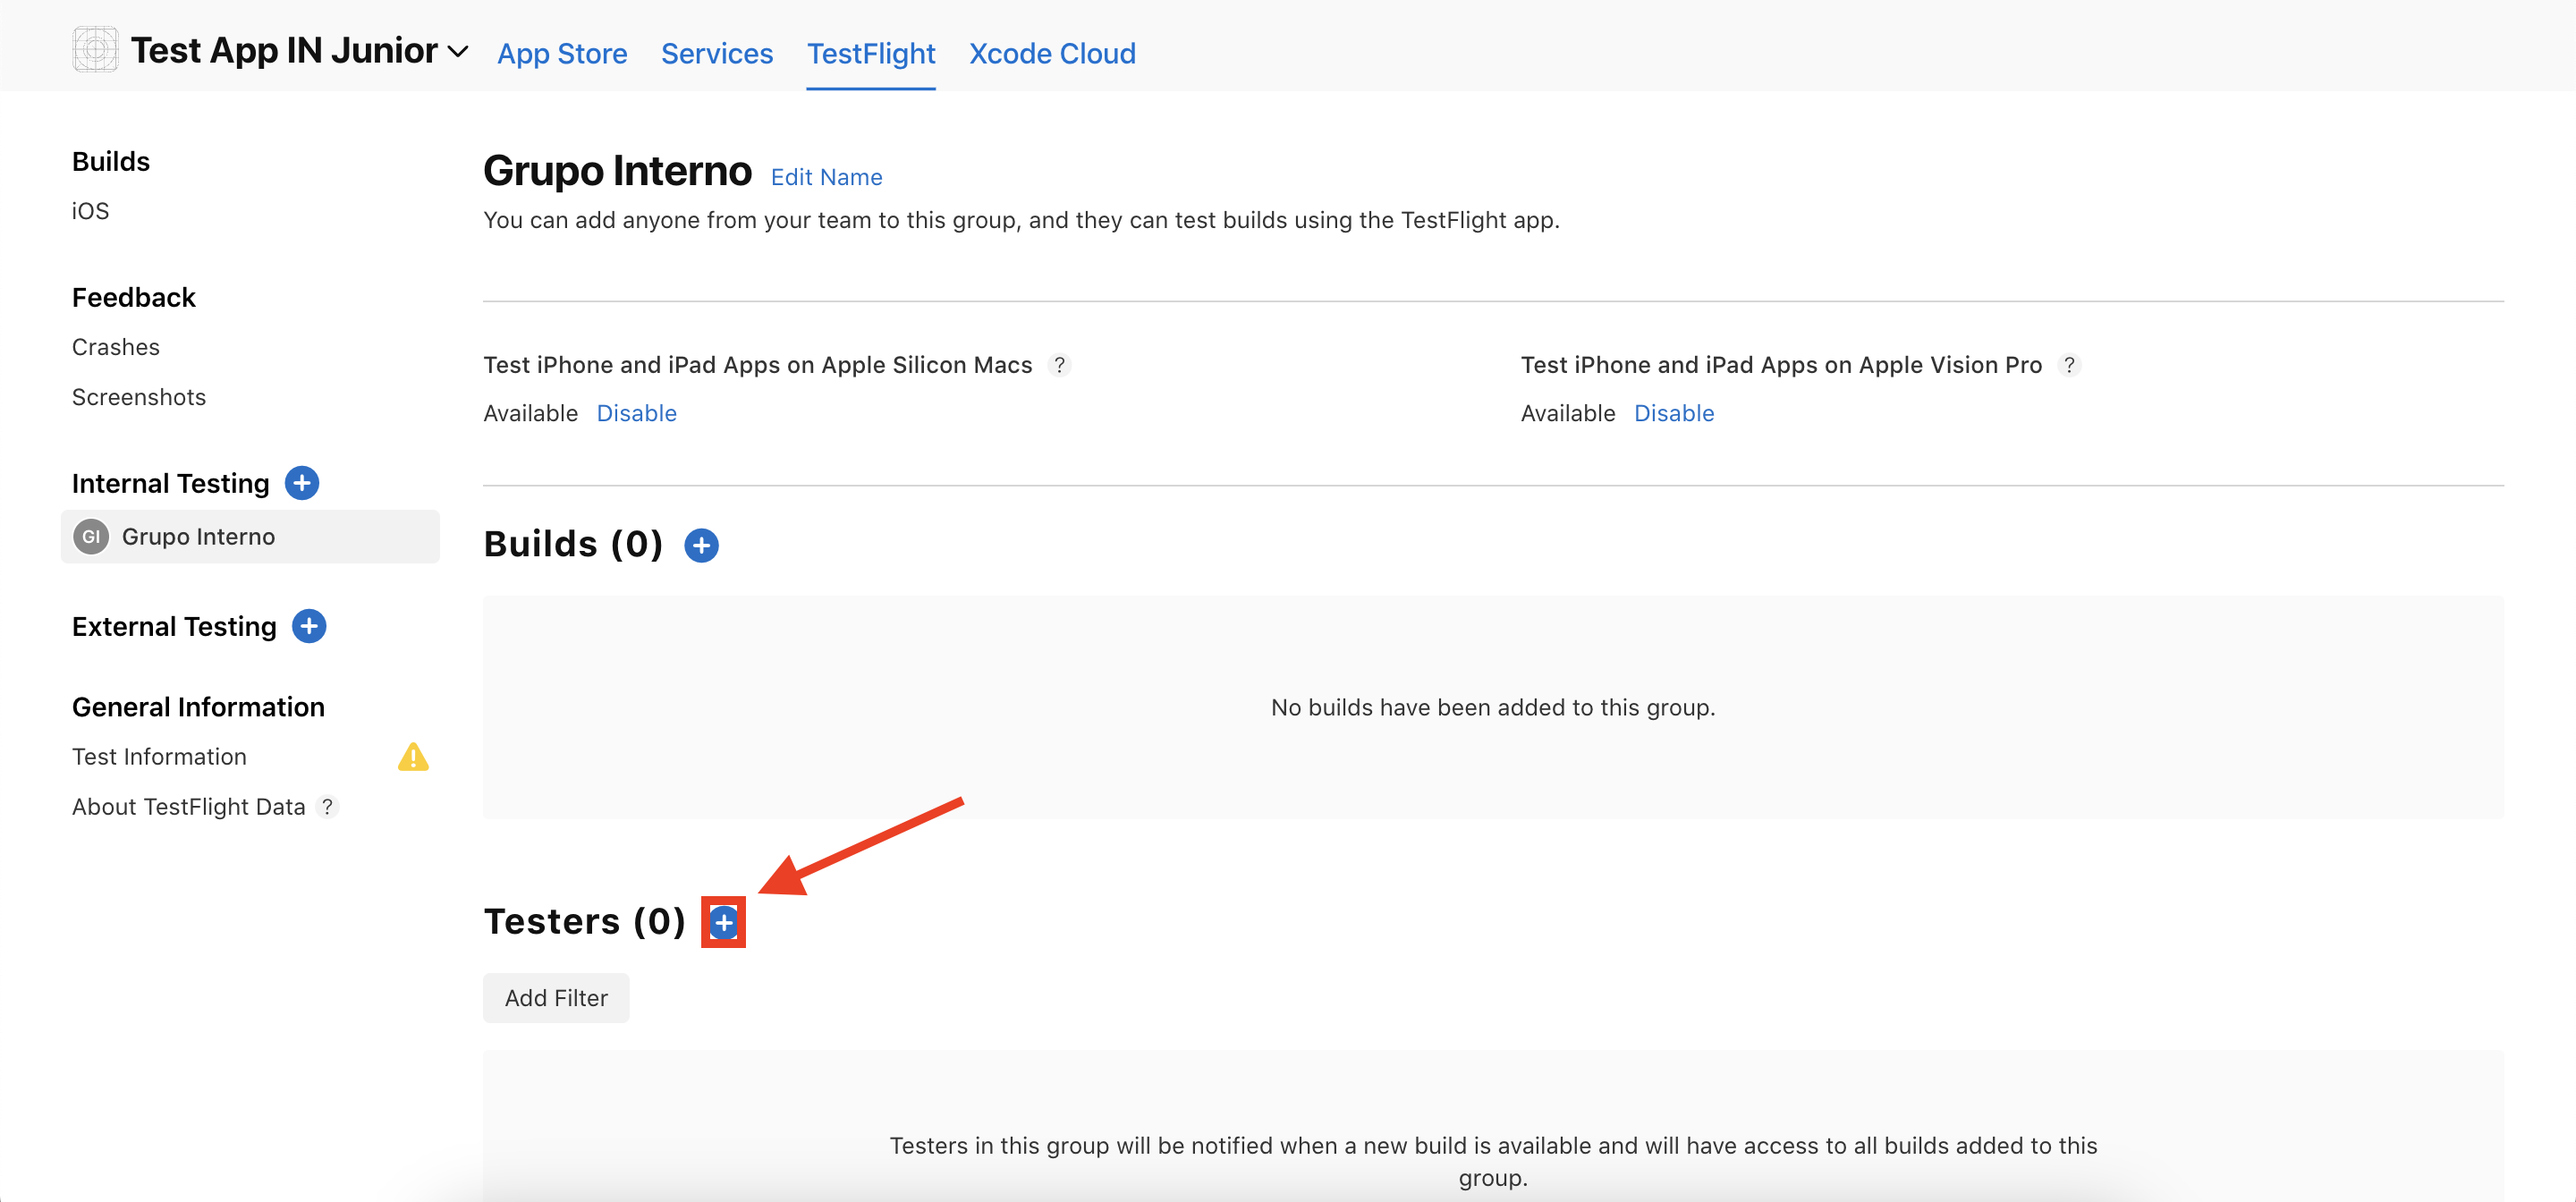 Test App IN Junior
App Store Services TestFlight Xcode Cloud
Builds
iOS
Feedback
Crashes
Screenshots
Internal Testing
GI Grupo Interno
External Testing
General Information
Test Information
About TestFlight Data ?
Grupo Interno Edit Name
You can add anyone from your team to this group, and they can test builds using the TestFlight app.
Test iPhone and iPad Apps on Apple Silicon Macs ?
Available Disable
Test iPhone and iPad Apps on Apple Vision Pro ?
Available Disable
Builds (0)
No builds have been added to this group.
Testers (0)
Add Filter
Testers in this group will be notified when a new build is available and will have access to all builds added to this
group.